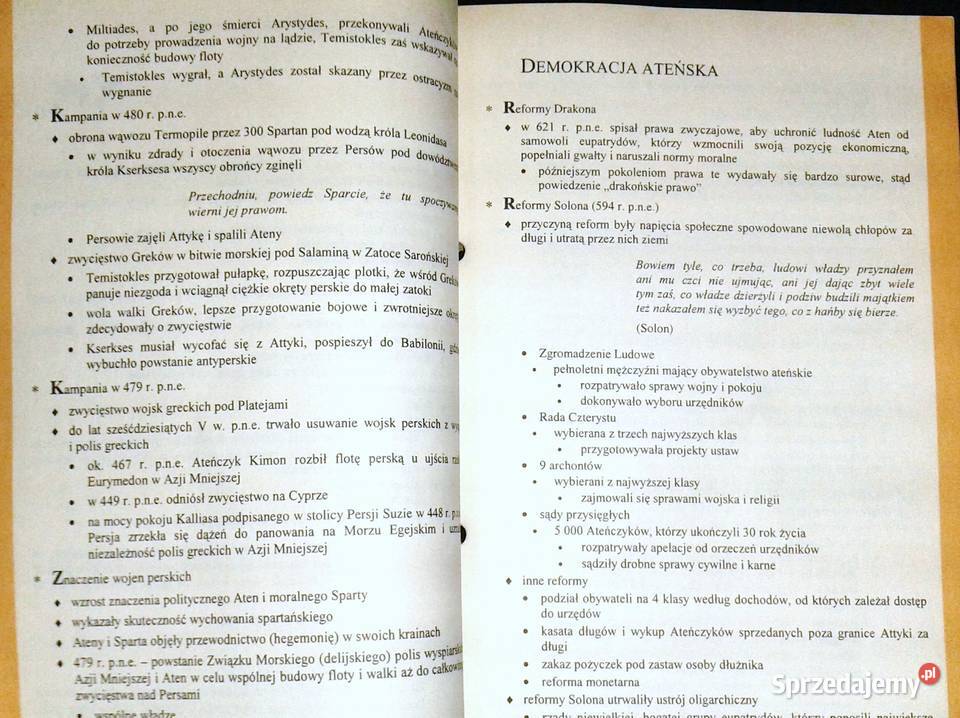 • Miltiades, a po jego śmierci Arystydes, przekonywali Ateńczyków
do potrzeby prowadzenia wojny na lądzie, Temistokles zaś wskazywał
konieczność budowy floty
• Temistokles wygrał, a Arystydes został skazany przez ostracyzm na
wygnanie
* Kampania w 480 r. p.n.e.
♦ obrona wąwozu Termopile przez 300 Spartan pod wodzą króla Leonidasa
• w wyniku zdrady i otoczenia wąwozu przez Persów pod dowództwem
króla Kserksesa wszyscy obrońcy zginęli
Przechodniu, powiedz Sparcie, że tu spoczywamy
wierni jej prawom.
• Persowie zajęli Attykę i spalili Ateny
♦ zwycięstwo Greków w bitwie morskiej pod Salaminą w Zatoce Sarońskiej
• Temistokles przygotował pułapkę, rozpuszczając plotki, że wśród Greków
panuje niezgoda i wciągnął ciężkie okręty perskie do małej zatoki
• wola walki Greków, lepsze przygotowanie bojowe i zwrotniejsze
zdecydowały o zwycięstwie
• Kserkses musiał wycofać się z Attyki, pospieszył do Babilonii, gdzie
wybuchło powstanie antyperskie
* Kampania w 479 r. p.n.e.
♦ zwycięstwo wojsk greckich pod Platejami
♦ do lat sześćdziesiątych V w. p.n.e. trwało usuwanie wojsk perskich z
i polis greckich
• ok. 467 r. p.n.e. Ateńczyk Kimon rozbił flotę perską u ujścia
Eurymedon w Azji Mniejszej
• w 449 r. p.n.e. odniósł zwycięstwo na Cyprze
• na mocy pokoju Kalliasa podpisanego w stolicy Persji Suzie w 448 r.
Persja zrzekła się dążeń do panowania na Morzu Egejskim i
niezależność polis greckich w Azji Mniejszej
* Znaczenie wojen perskich
♦ wzrost znaczenia politycznego Aten i moralnego Sparty
♦ wykazały skuteczność wychowania spartańskiego
♦ Ateny i Sparta objęły przewodnictwo (hegemonię) w swoich krainach
♦ 479 r. p.n.e. – powstanie Związku Morskiego (delijskiego) polis
Azji Mniejszej i Aten w celu wspólnej budowy floty i walki aż do
zwycięstwa nad Persami
• wspólne władze
DEMOKRACJA ATEŃSKA
* Reformy Drakona
♦ w 621 r. p.n.e. spisał prawa zwyczajowe, aby uchronić ludność Aten od
samowoli eupatrydów, którzy wzmocnili swoją pozycję ekonomiczną,
popełniali gwałty i naruszali normy moralne
• późniejszym pokoleniom prawa te wydawały się bardzo surowe, stąd
powiedzenie „drakońskie prawo”
* Reformy Solona (594 r. p.n.e.)
♦ przyczyną reform były napięcia społeczne spowodowane niewolą chłopów za
długi i utratą przez nich ziemi
Bowiem tyle, co trzeba, ludowi władzy przyznałem
ani mu czci nie ujmując, ani jej dając zbyt wiele
tym zaś, co władze dzierżyli i podziw budzili majątkiem
też nakazałem się wyzbyć tego, co z hańby się bierze.
(Solon)
• Zgromadzenie Ludowe
• pełnoletni mężczyźni mający obywatelstwo ateńskie
• rozpatrywało sprawy wojny i pokoju
• dokonywało wyboru urzędników
• Rada Czterystu
• wybierana z trzech najwyższych klas
• przygotowywała projekty ustaw
• 9 archontów
• wybierani z najwyższej klasy
• zajmowali się sprawami wojska i religii
• sądy przysięgłych
• 5 000 Ateńczyków, którzy ukończyli 30 rok życia
• rozpatrywały apelacje od orzeczeń urzędników
• sądziły drobne sprawy cywilne i karne
♦ inne reformy
• podział obywateli na 4 klasy według dochodów, od których zależał dostęp
do urzędów
• kasata długów i wykup Ateńczyków sprzedanych poza granice Attyki za
długi
• zakaz pożyczek pod zastaw osoby dłużnika
• reforma monetarna
♦ reformy Solona utrwaliły ustrój oligarchiczny
• rządy niewielkiej, bogatej grupy eupatrydów, którzy ponosili największe
Sprzedajemy.pl